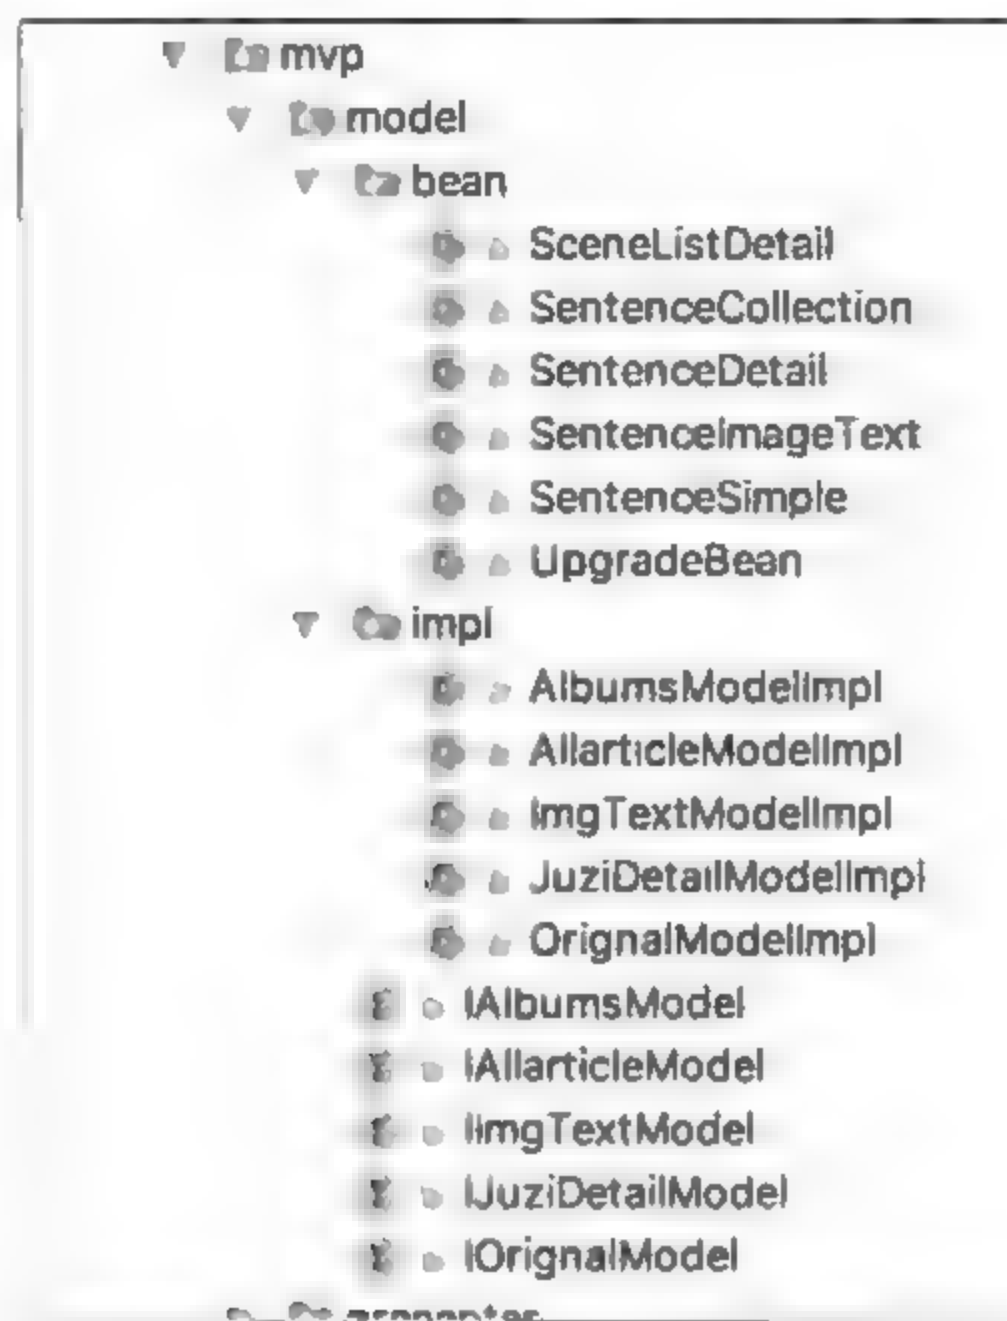 mvp
model
bean
SceneListDetail
SentenceCollection
SentenceDetail
SentenceImageText
SentenceSimple
UpgradeBean
impl
AlbumsModelImpl
AllarticleModelImpl
ImgTextModelImpl
JuziDetailModelImpl
OrignalModelImpl
IAlbumsModel
IAllarticleModel
IImgTextModel
IJuziDetailModel
IOrignalModel